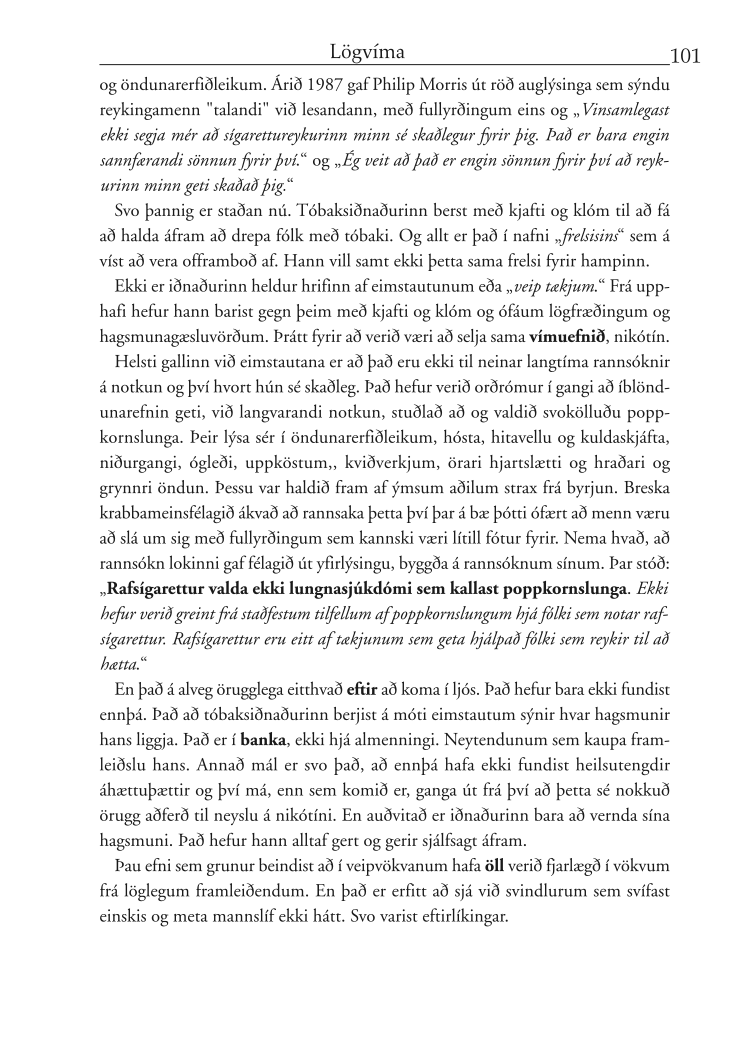 Lögvíma
101
og öndunarerfiðleikum. Árið 1987 gaf Philip Morris út röð auglýsinga sem sýndu
reykingamenn "talandi" við lesandann, með fullyrðingum eins og „Vinsamlegast
ekki segja mér að sígarettureykurinn minn sé skaðlegur fyrir þig. Það er bara engin
sannfærandi sönnun fyrir því.“ og „Ég veit að það er engin sönnun fyrir því að reyk-
urinn minn geti skaðað þig.“
Svo þannig er staðan nú. Tóbaksiðnaðurinn berst með kjafti og klóm til að fá
að halda áfram að drepa fólk með tóbaki. Og allt er það í nafni „frelsisins“ sem á
víst að vera offramboð af. Hann vill samt ekki þetta sama frelsi fyrir hampinn.
Ekki er iðnaðurinn heldur hrifinn af eimstautunum eða „veip tækjum.“ Frá upp-
hafi hefur hann barist gegn þeim með kjafti og klóm og ófáum lögfræðingum og
hagsmunagæsluvörðum. Þrátt fyrir að verið væri að selja sama vímuefnið, nikótín.
Helsti gallinn við eimstautana er að það eru ekki til neinar langtíma rannsóknir
á notkun og því hvort hún sé skaðleg. Það hefur verið orðrómur í gangi að íblönd-
unarefnin geti, við langvarandi notkun, stuðlað að og valdið svokölluðu popp-
kornslunga. Þeir lýsa sér í öndunarerfiðleikum, hósta, hitavellu og kuldaskjáfta,
niðurgangi, ógleði, uppköstum,, kviðverkjum, örari hjartslætti og hraðari og
grynnri öndun. Þessu var haldið fram af ýmsum aðilum strax frá byrjun. Breska
krabbameinsfélagið ákvað að rannsaka þetta því þar á bæ þótti ófært að menn væru
að slá um sig með fullyrðingum sem kannski væri lítill fótur fyrir. Nema hvað, að
rannsókn lokinni gaf félagið út yfirlýsingu, byggða á rannsóknum sínum. Þar stóð:
„Rafsígarettur valda ekki lungnasjúkdómi sem kallast poppkornslunga. Ekki
hefur verið greint frá staðfestum tilfellum af poppkornslungum hjá fólki sem notar raf-
sígarettur. Rafsígarettur eru eitt af tækjunum sem geta hjálpað fólki sem reykir til að
hætta.“
En það á alveg örugglega eitthvað eftir að koma í ljós. Það hefur bara ekki fundist
ennþá. Það að tóbaksiðnaðurinn berjist á móti eimstautum sýnir hvar hagsmunir
hans liggja. Það er í banka, ekki hjá almenningi. Neytendunum sem kaupa fram-
leiðslu hans. Annað mál er svo það, að ennþá hafa ekki fundist heilsutengdir
áhættuþættir og því má, enn sem komið er, ganga út frá því að þetta sé nokkuð
örugg aðferð til neyslu á nikótíni. En auðvitað er iðnaðurinn bara að vernda sína
hagsmuni. Það hefur hann alltaf gert og gerir sjálfsagt áfram.
Þau efni sem grunur beindist að í veipvökvanum hafa öll verið fjarlægð í vökvum
frá löglegum framleiðendum. En það er erfitt að sjá við svindlurum sem svífast
einskis og meta mannslíf ekki hátt. Svo varist eftirlíkingar.